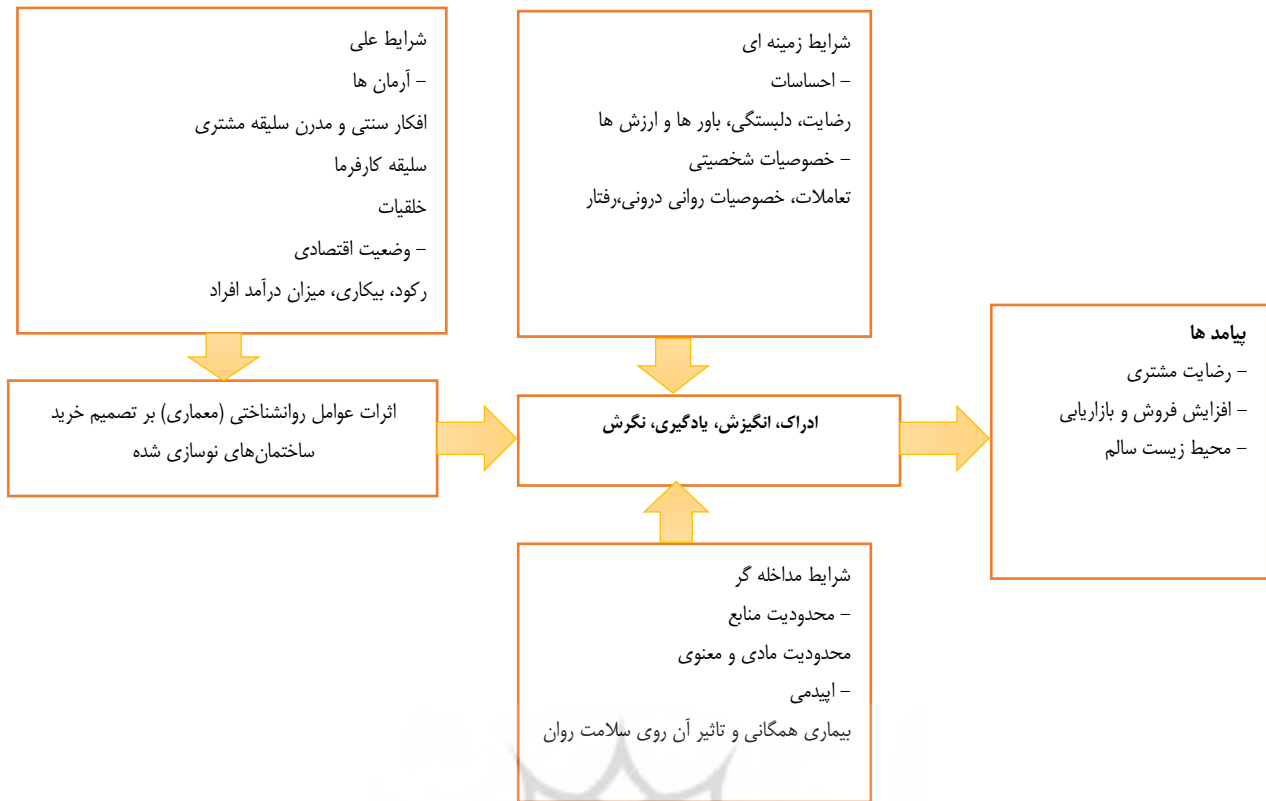 شرایط علی
– آرمان ها
افکار سنتی و مدرن سلیقه مشتری
سلیقه کارفرما
خلقیات
– وضعیت اقتصادی
رکود، بیکاری، میزان درآمد افراد
شرایط زمینه ای
– احساسات
رضایت، دلبستگی، باور ها و ارزش ها
– خصوصیات شخصیتی
تعاملات، خصوصیات روانی درونی،رفتار
اثرات عوامل روانشناختی (معماری) بر تصمیم خرید
ساختمان‌های نوسازی شده
ادراک، انگیزش، یادگیری، نگرش
پیامد ها
– رضایت مشتری
– افزایش فروش و بازاریابی
– محیط زیست سالم
شرایط مداخله گر
– محدودیت منابع
محدودیت مادی و معنوی
– اپیدمی
بیماری همگانی و تاثیر آن روی سلامت روان